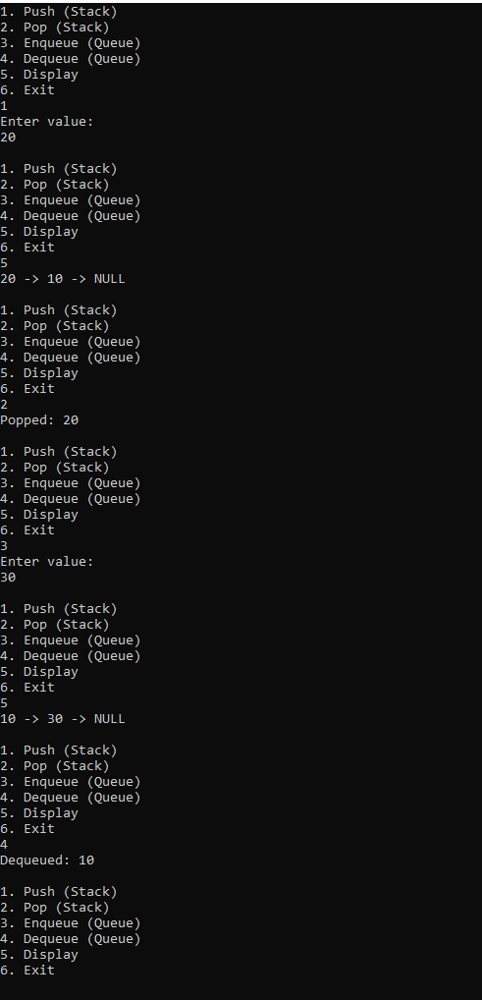 1. Push (Stack)
2. Pop (Stack)
3. Enqueue (Queue)
4. Dequeue (Queue)
5. Display
6. Exit
1
Enter value:
20
1. Push (Stack)
2. Pop (Stack)
3. Enqueue (Queue)
4. Dequeue (Queue)
5. Display
6. Exit
5
20 -> 10 -> NULL
1. Push (Stack)
2. Pop (Stack)
3. Enqueue (Queue)
4. Dequeue (Queue)
5. Display
6. Exit
2
Popped: 20
1. Push (Stack)
2. Pop (Stack)
3. Enqueue (Queue)
4. Dequeue (Queue)
5. Display
6. Exit
3
Enter value:
30
1. Push (Stack)
2. Pop (Stack)
3. Enqueue (Queue)
4. Dequeue (Queue)
5. Display
6. Exit
5
10 -> 30 -> NULL
1. Push (Stack)
2. Pop (Stack)
3. Enqueue (Queue)
4. Dequeue (Queue)
5. Display
6. Exit
4
Dequeued: 10
1. Push (Stack)
2. Pop (Stack)
3. Enqueue (Queue)
4. Dequeue (Queue)
5. Display
6. Exit